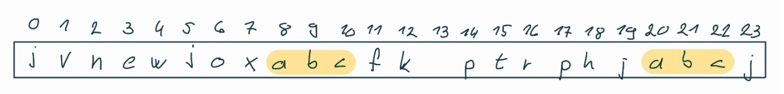 0 1 2 3 4 5 6 7 8 9 10 11 12 13 14 15 16 17 18 19 20 21 22 23
j v n e w j o x a b c f k p t r p h j a b c j